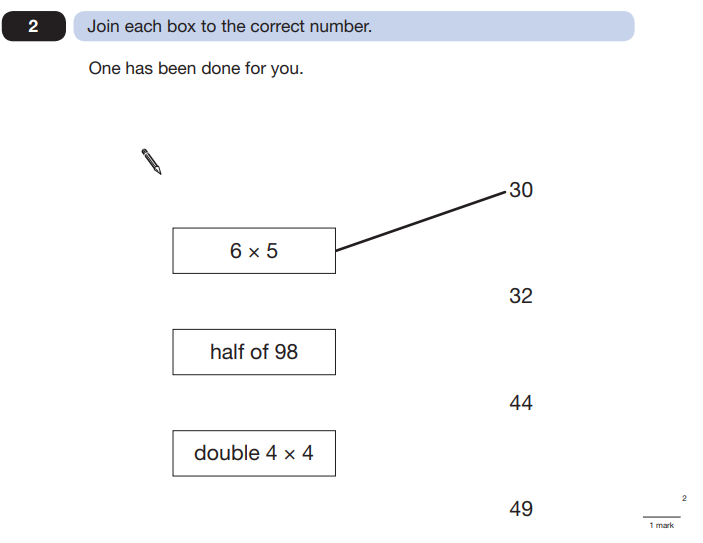 2
Join each box to the correct number.
One has been done for you.
30
6 × 5
32
half of 98
44
double 4 × 4
49
2
1 mark